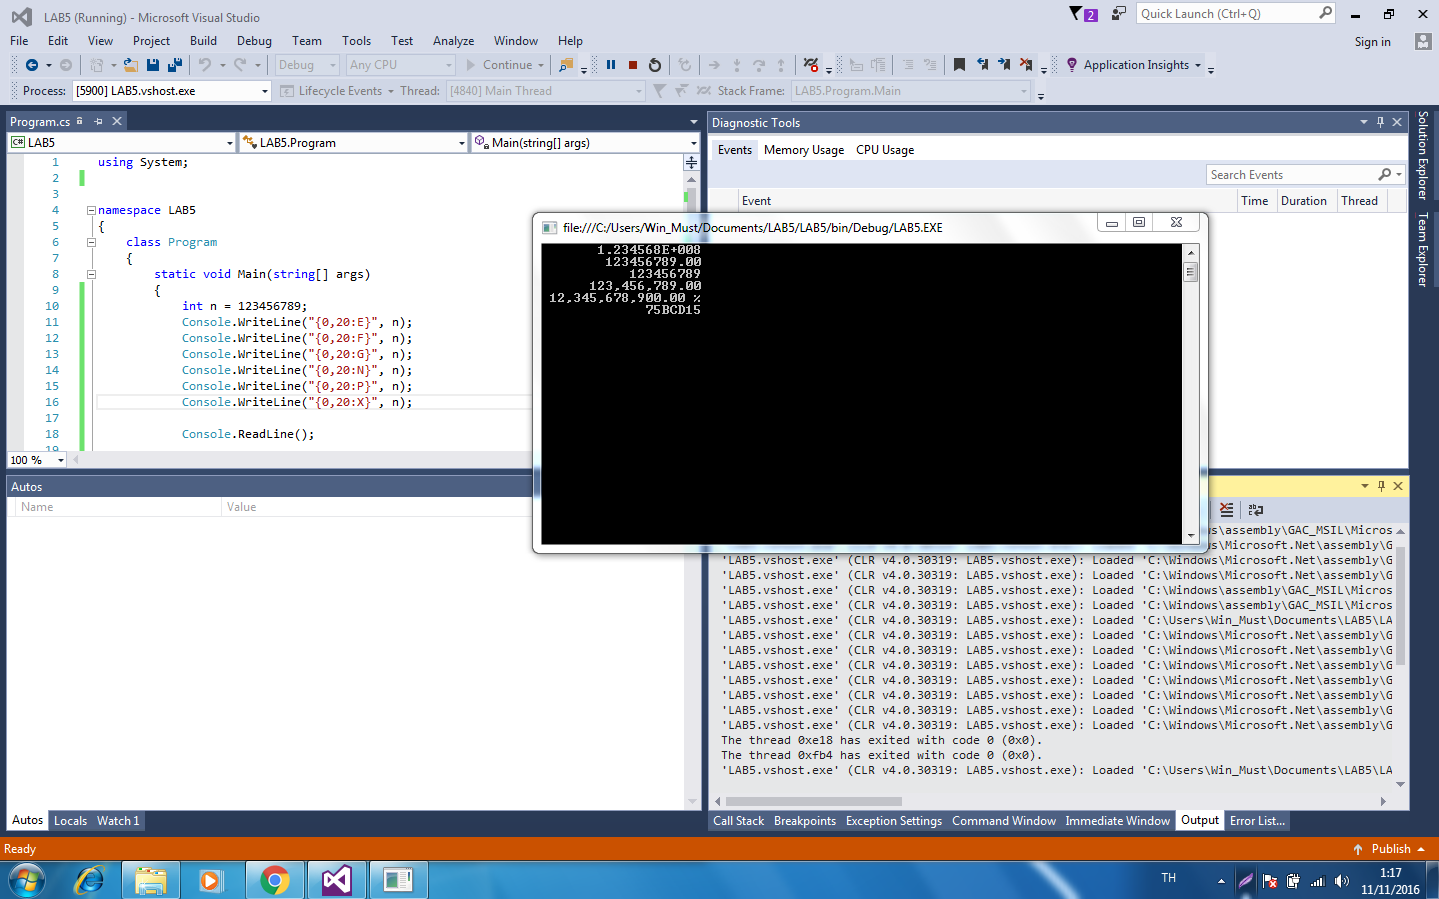 LAB5 (Running) - Microsoft Visual Studio
2
Quick Launch (Ctrl+Q)
File Edit View Project Build Debug Team Tools Test Analyze Window Help
Sign in
Debug Any CPU Continue Application Insights
Process: [5900] LAB5.vshost.exe Lifecycle Events Thread: [4840] Main Thread Stack Frame: LAB5.Program.Main
Program.cs
C# LAB5 LAB5.Program Main(string[] args)
1 using System;
2
3
4 namespace LAB5
5 {
6 class Program
7 {
8 static void Main(string[] args)
9 {
10 int n = 123456789;
11 Console.WriteLine("{0,20:E}", n);
12 Console.WriteLine("{0,20:F}", n);
13 Console.WriteLine("{0,20:G}", n);
14 Console.WriteLine("{0,20:N}", n);
15 Console.WriteLine("{0,20:P}", n);
16 Console.WriteLine("{0,20:X}", n);
17
18 Console.ReadLine();
19
100 %
Diagnostic Tools
Events Memory Usage CPU Usage
Search Events
Event Time Duration Thread
Solution Explorer
Team Explorer
file:///C:/Users/Win_Must/Documents/LAB5/LAB5/bin/Debug/LAB5.EXE
1.234568E+008
123456789.00
123456789
123,456,789.00
12,345,678,900.00 %
75BCD15
Autos
Name Value
Autos Locals Watch 1
ndows\assembly\GAC_MSIL\Micros
ndows\Microsoft.Net\assembly\G
'LAB5.vshost.exe' (CLR v4.0.30319: LAB5.vshost.exe): Loaded 'C:\Windows\Microsoft.Net\assembly\G
'LAB5.vshost.exe' (CLR v4.0.30319: LAB5.vshost.exe): Loaded 'C:\Windows\Microsoft.Net\assembly\G
'LAB5.vshost.exe' (CLR v4.0.30319: LAB5.vshost.exe): Loaded 'C:\Windows\assembly\GAC_MSIL\Micros
'LAB5.vshost.exe' (CLR v4.0.30319: LAB5.vshost.exe): Loaded 'C:\Windows\Microsoft.Net\assembly\G
'LAB5.vshost.exe' (CLR v4.0.30319: LAB5.vshost.exe): Loaded 'C:\Users\Win_Must\Documents\LAB5\LA
'LAB5.vshost.exe' (CLR v4.0.30319: LAB5.vshost.exe): Loaded 'C:\Windows\Microsoft.Net\assembly\G
'LAB5.vshost.exe' (CLR v4.0.30319: LAB5.vshost.exe): Loaded 'C:\Windows\Microsoft.Net\assembly\G
'LAB5.vshost.exe' (CLR v4.0.30319: LAB5.vshost.exe): Loaded 'C:\Windows\Microsoft.Net\assembly\G
'LAB5.vshost.exe' (CLR v4.0.30319: LAB5.vshost.exe): Loaded 'C:\Windows\Microsoft.Net\assembly\G
'LAB5.vshost.exe' (CLR v4.0.30319: LAB5.vshost.exe): Loaded 'C:\Windows\Microsoft.Net\assembly\G
'LAB5.vshost.exe' (CLR v4.0.30319: LAB5.vshost.exe): Loaded 'C:\Windows\Microsoft.Net\assembly\G
'LAB5.vshost.exe' (CLR v4.0.30319: LAB5.vshost.exe): Loaded 'C:\Windows\Microsoft.Net\assembly\G
The thread 0xe18 has exited with code 0 (0x0).
The thread 0xfb4 has exited with code 0 (0x0).
'LAB5.vshost.exe' (CLR v4.0.30319: LAB5.vshost.exe): Loaded 'C:\Users\Win_Must\Documents\LAB5\LA
Call Stack Breakpoints Exception Settings Command Window Immediate Window Output Error List...
Ready
Publish
TH
1:17
11/11/2016